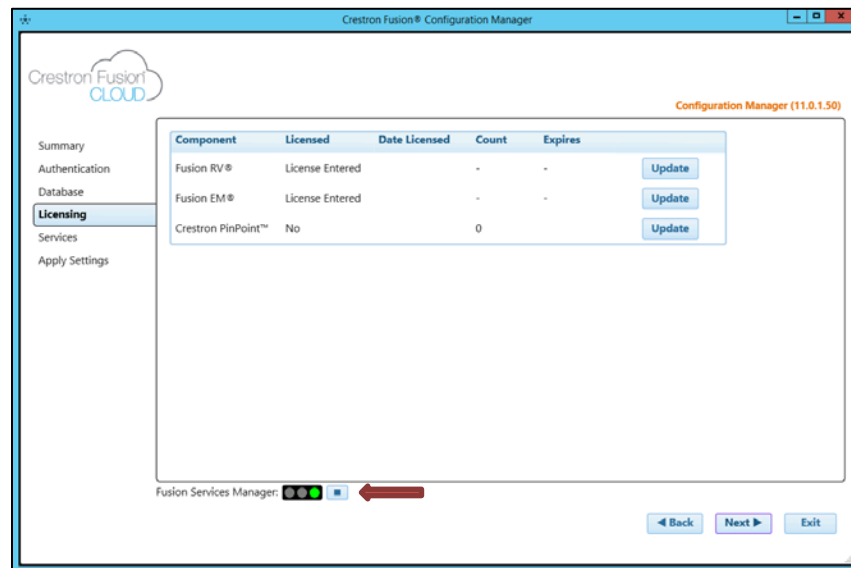 Crestron Fusion® Configuration Manager
Crestron Fusion®
CLOUD
Configuration Manager (11.0.1.50)
Summary
Authentication
Database
Licensing
Services
Apply Settings
Component Licensed Date Licensed Count Expires
Fusion RV® License Entered - - Update
Fusion EM® License Entered - - Update
Crestron PinPoint™ No 0 Update
Fusion Services Manager:
Back Next Exit